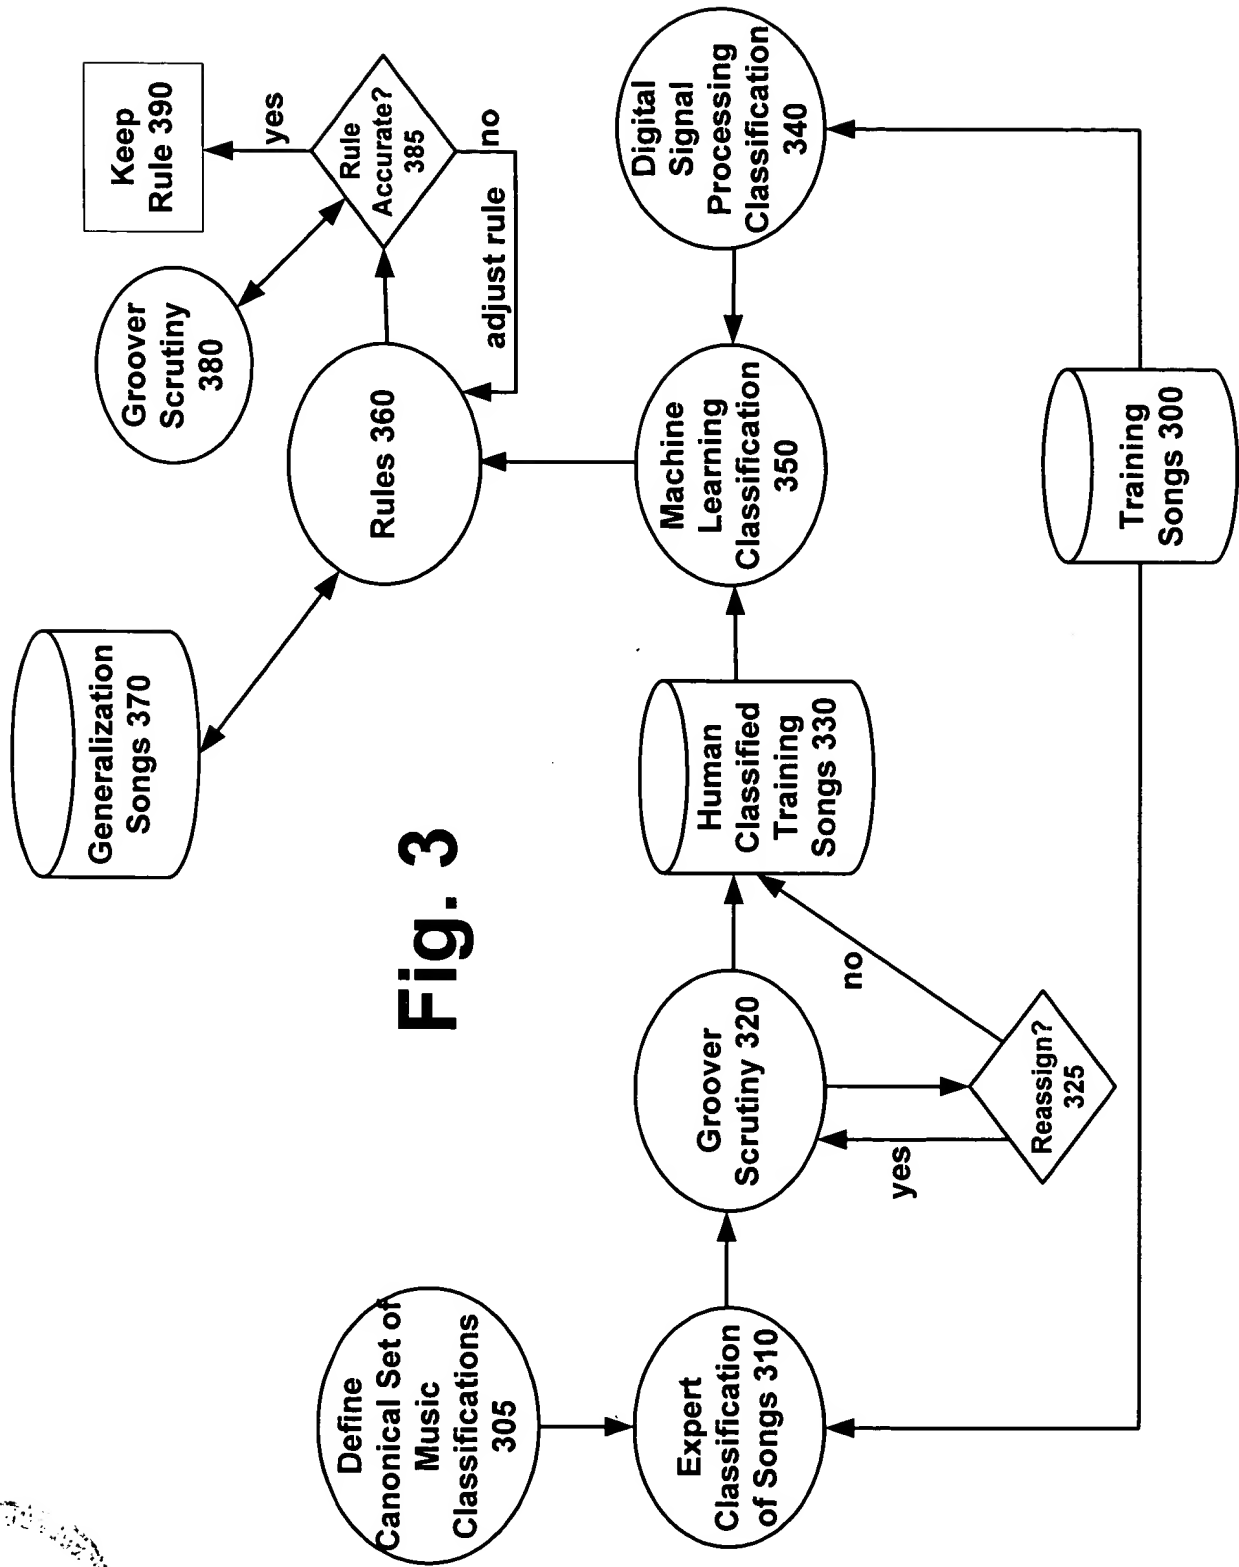 Define
Canonical Set of
Music
Classifications
305
Expert
Classification
of Songs 310
Groover
Scrutiny 320
Reassign?
325
yes
no
Human
Classified
Training
Songs 330
Machine
Learning
Classification
350
Digital
Signal
Processing
Classification
340
Training
Songs 300
Generalization
Songs 370
Rules 360
Groover
Scrutiny
380
Rule
Accurate?
385
yes
no
adjust rule
Keep
Rule 390
Fig. 3